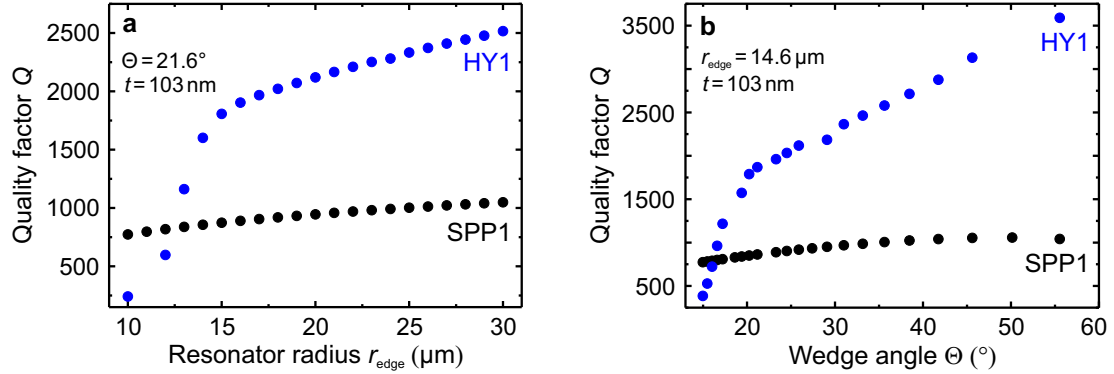 a
Θ = 21.6°
t = 103 nm
HY1
SPP1
Quality factor Q
2500
2000
1500
1000
500
10 15 20 25 30
Resonator radius r_edge (µm)
b
r_edge = 14.6 µm
t = 103 nm
HY1
SPP1
Quality factor Q
3500
2500
1500
500
20 30 40 50 60
Wedge angle Θ (°)